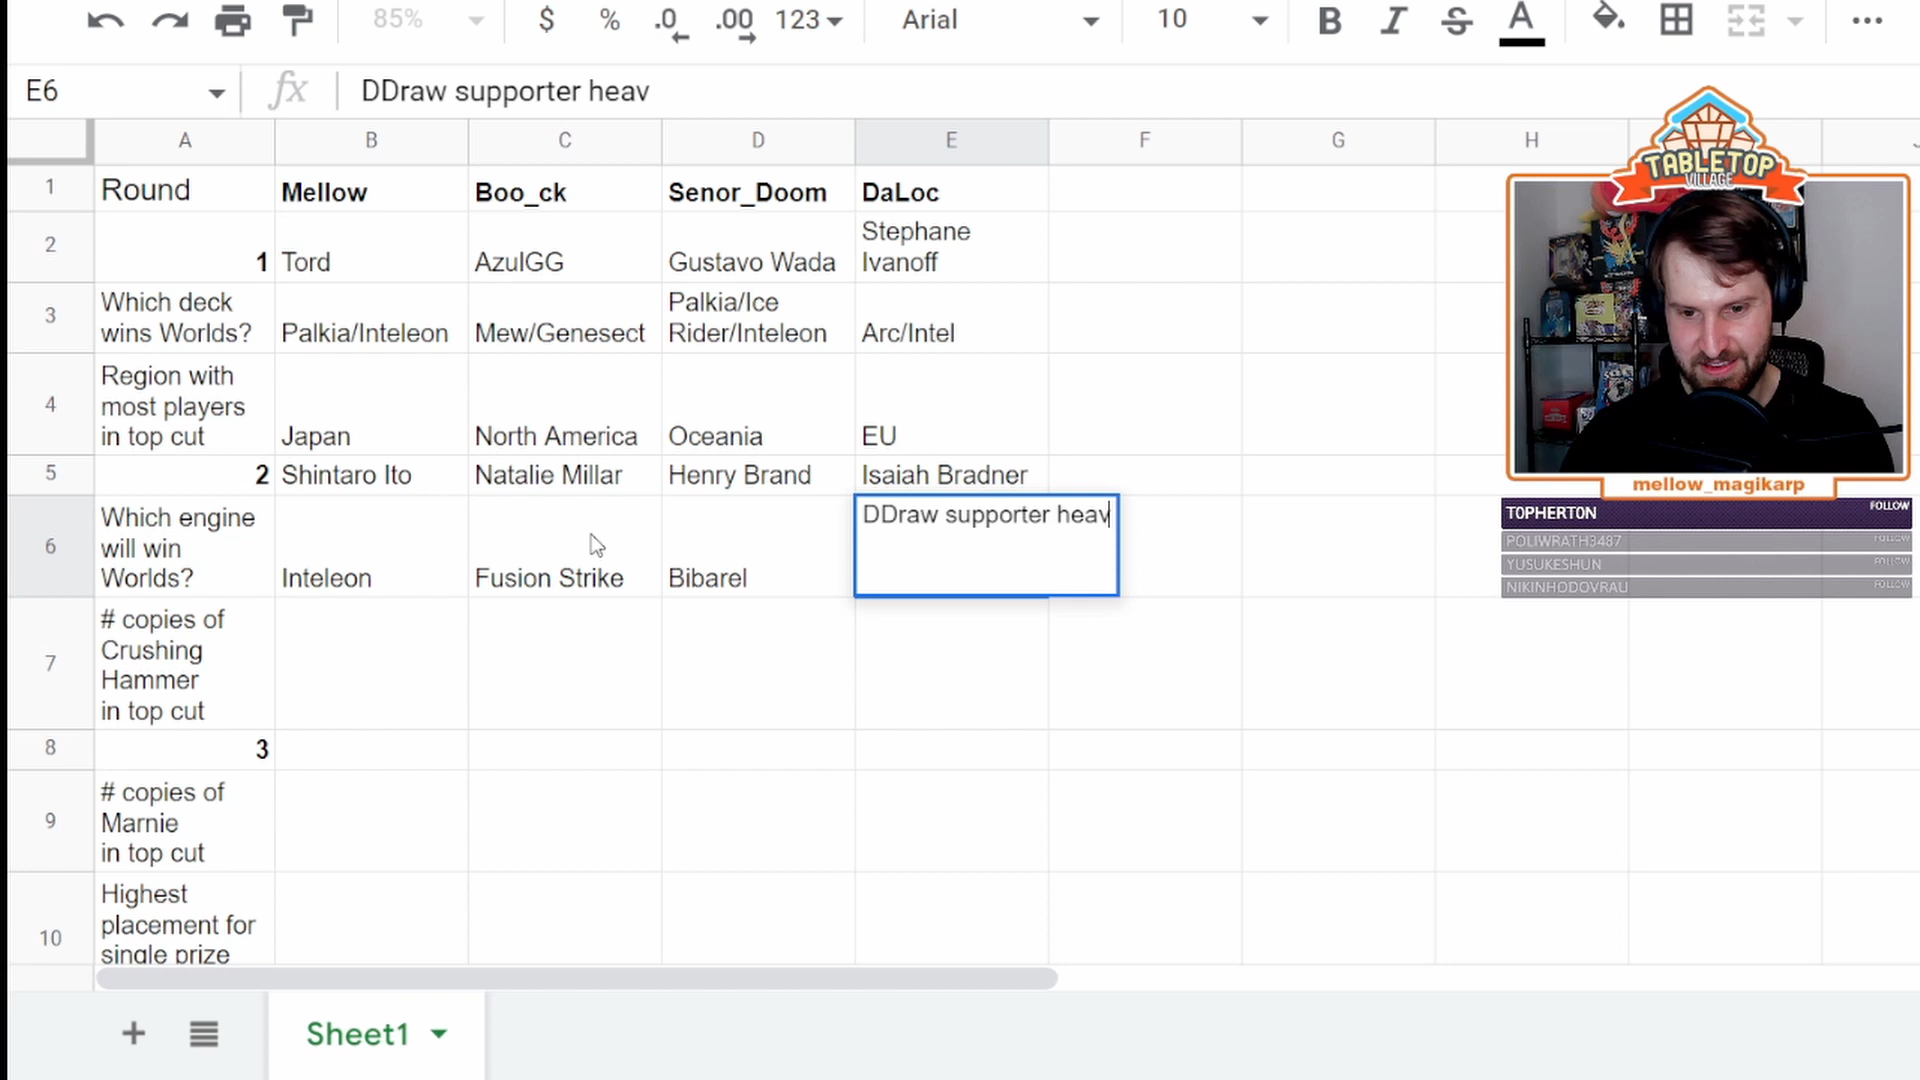 85%
$ % .0 .00 123
Arial
10
B I S A
E6
fx
DDraw supporter heav
A B C D E F G H
1 Round Mellow Boo_ck Senor_Doom DaLoc
2 1 Tord AzulGG Gustavo Wada Stephane
Ivanoff
3 Which deck
wins Worlds? Palkia/Inteleon Mew/Genesect Palkia/Ice
Rider/Inteleon Arc/Intel
4 Region with
most players
in top cut Japan North America Oceania EU
5 2 Shintaro Ito Natalie Millar Henry Brand Isaiah Bradner
6 Which engine
will win
Worlds? Inteleon Fusion Strike Bibarel DDraw supporter heav
7 # copies of
Crushing
Hammer
in top cut
8 3
9 # copies of
Marnie
in top cut
10 Highest
placement for
single prize
Sheet1
TABLETOP
VILLAGE
mellow_magikarp
T0PHERT0N FOLLOW
POLIWRATH3487 FOLLOW
YUSUKESHUN FOLLOW
NIKINHODOVRAU FOLLOW